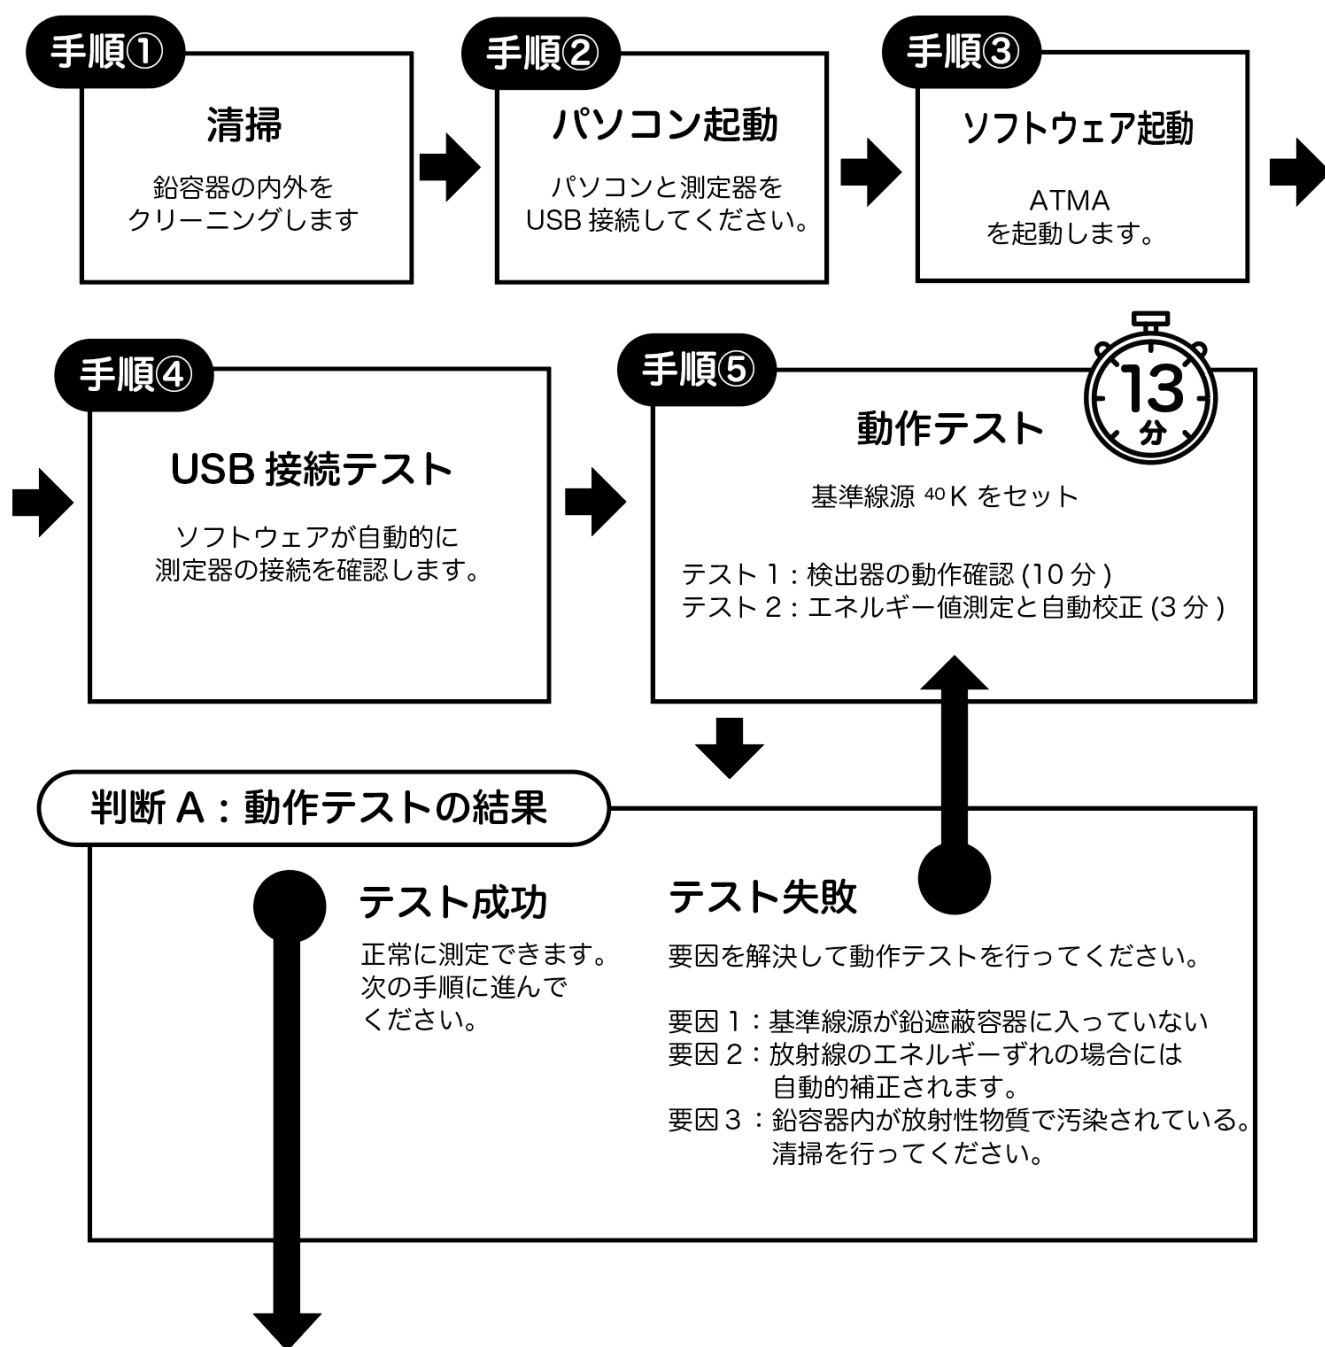 手順①
清掃
鉛容器の内外を
クリーニングします
手順②
パソコン起動
パソコンと測定器を
USB 接続してください。
手順③
ソフトウェア起動
ATMA
を起動します。
手順④
USB 接続テスト
ソフトウェアが自動的に
測定器の接続を確認します。
手順⑤
13
分
動作テスト
基準線源 ⁴⁰K をセット
テスト 1 : 検出器の動作確認 (10 分 )
テスト 2 : エネルギー値測定と自動校正 (3 分 )
判断 A : 動作テストの結果
テスト成功
正常に測定できます。
次の手順に進んで
ください。
テスト失敗
要因を解決して動作テストを行ってください。
要因 1 : 基準線源が鉛遮蔽容器に入っていない
要因 2 : 放射線のエネルギーずれの場合には
自動的補正されます。
要因 3 : 鉛容器内が放射性物質で汚染されている。
清掃を行ってください。